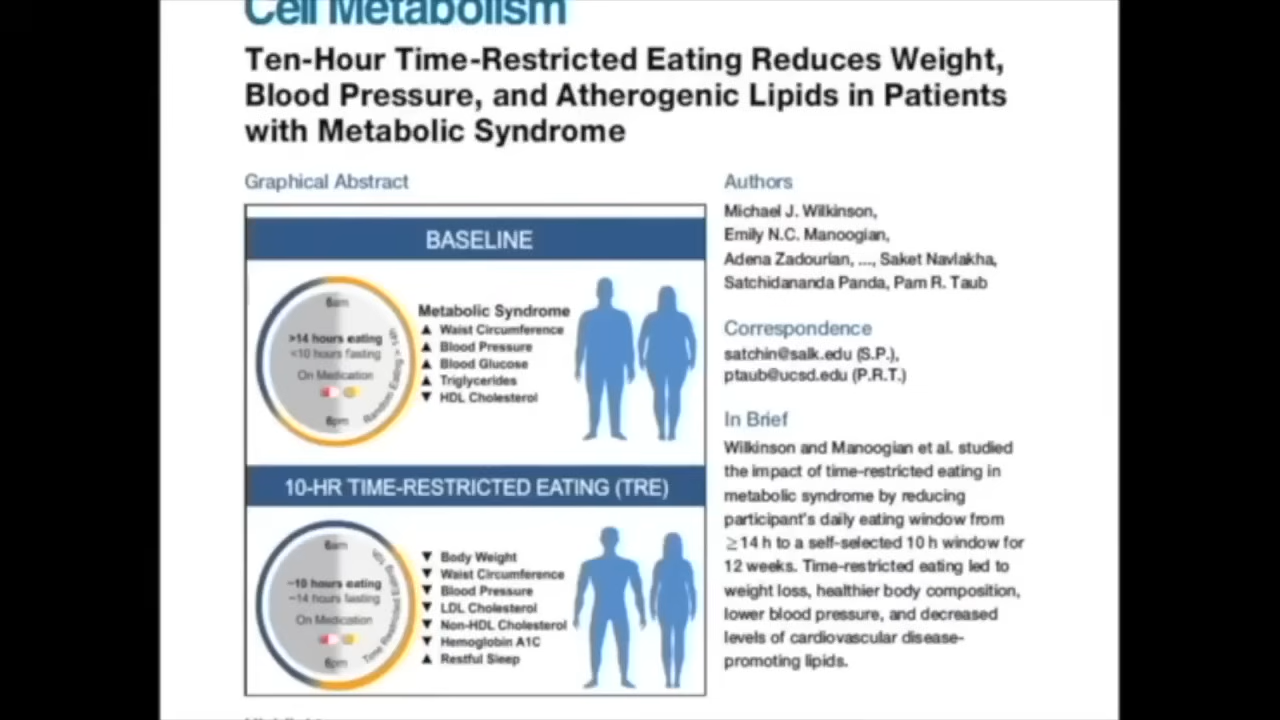 Cell Metabolism
Ten-Hour Time-Restricted Eating Reduces Weight,
Blood Pressure, and Atherogenic Lipids in Patients
with Metabolic Syndrome
Graphical Abstract
BASELINE
6am
>14 hours eating
<10 hours fasting
On Medication
6pm
Random Eating > 14h
Metabolic Syndrome
▲ Waist Circumference
▲ Blood Pressure
▲ Blood Glucose
▲ Triglycerides
▼ HDL Cholesterol
10-HR TIME-RESTRICTED EATING (TRE)
6am
~10 hours eating
~14 hours fasting
On Medication
6pm
Time Restricted Eating 10h
▼ Body Weight
▼ Waist Circumference
▼ Blood Pressure
▼ LDL Cholesterol
▼ Non-HDL Cholesterol
▼ Hemoglobin A1C
▲ Restful Sleep
Authors
Michael J. Wilkinson,
Emily N.C. Manoogian,
Adena Zadourian, ..., Saket Navlakha,
Satchidananda Panda, Pam R. Taub
Correspondence
satchin@salk.edu (S.P.),
ptaub@ucsd.edu (P.R.T.)
In Brief
Wilkinson and Manoogian et al. studied
the impact of time-restricted eating in
metabolic syndrome by reducing
participant's daily eating window from
≥14 h to a self-selected 10 h window for
12 weeks. Time-restricted eating led to
weight loss, healthier body composition,
lower blood pressure, and decreased
levels of cardiovascular disease-
promoting lipids.